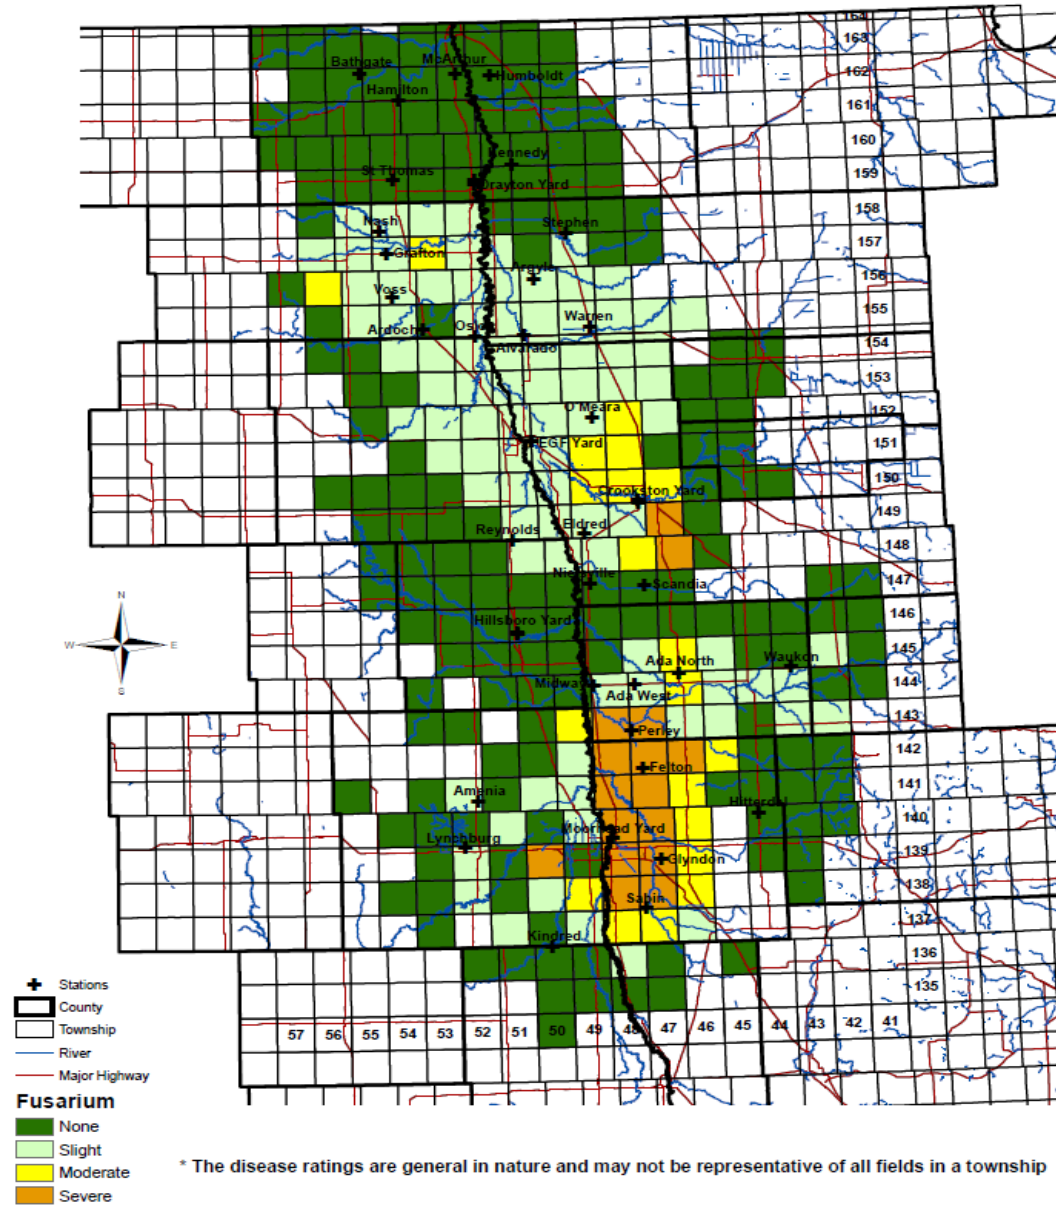 164
163
McArthur
Bathgate
Humboldt
162
Hamilton
161
160
Kennedy
St Thomas
159
Drayton Yard
158
Nash
Stephen
157
Grafton
Argyle
156
Voss
155
Warren
Ardoch
Oslo
154
Alvarado
153
O'Meara
152
EGF Yard
151
150
Crookston Yard
149
Reynolds
Eldred
148
Nielsville
Scandia
147
146
Hillsboro Yard
145
Ada North
Waukon
Midway
144
Ada West
143
Perley
142
Felton
141
Amenia
Hitterdal
140
Moorhead Yard
Lynchburg
139
Glyndon
138
Sabin
137
Kindred
136
135
57 56 55 54 53 52 51 50 49 48 47 46 45 44 43 42 41
N
W E
S
Stations
County
Township
River
Major Highway
Fusarium
None
Slight
Moderate
Severe
* The disease ratings are general in nature and may not be representative of all fields in a township